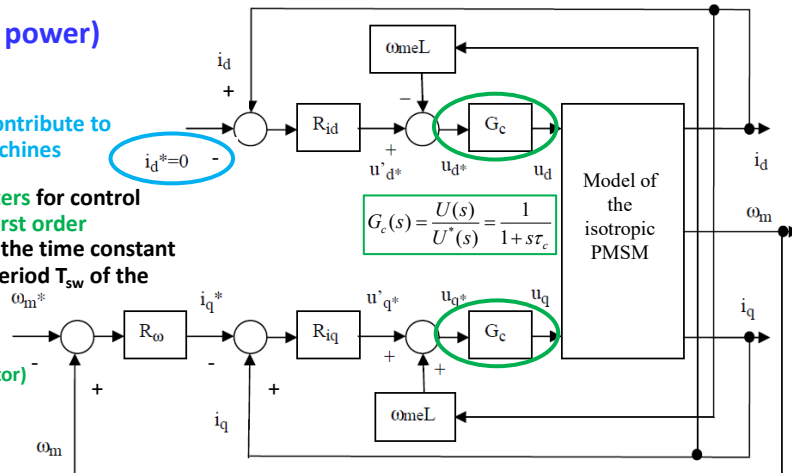 power)
ωmeL
i_d
+
−
ontribute to
chines
R_id
G_c
+
i_d*=0 -
u'_d*
u_d*
u_d
i_d
ters for control
rst order
the time constant
eriod T_sw of the
G_c(s) = U(s) / U*(s) = 1 / (1 + sτ_c)
Model of
the
isotropic
PMSM
ω_m
ω_m*
i_q*
u'_q*
u_q*
u_q
i_q
R_ω
R_iq
G_c
tor)
-
-
+
+
+
+
i_q
ωmeL
ω_m